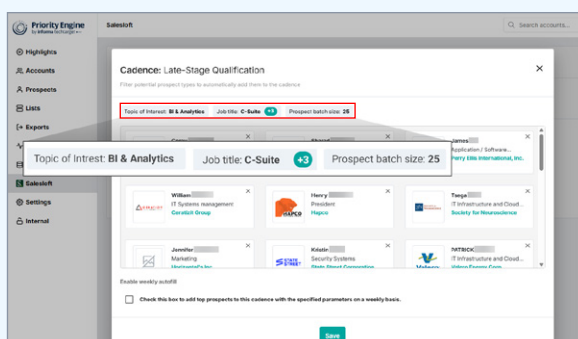 Priority Engine
by informa techtarget
Salesloft
Search accounts...
Highlights
Accounts
Prospects
Lists
Exports
Salesloft
Settings
Internal
Cadence: Late-Stage Qualification
Filter potential prospect types to automatically add them to the cadence
Topic of Interest: BI & Analytics Job title: C-Suite +3 Prospect batch size: 25
Topic of Intrest: BI & Analytics Job title: C-Suite +3 Prospect batch size: 25
James
Application / Software...
Perry Ellis International, Inc.
William
IT Systems management
Gerstell Group
HAPCO
Henry
President
Hapco
Tanya
IT Infrastructure and Cloud...
Society for Neuroscience
Jennifer
Marketing
STATE STREET
Kristin
Security Systems
State Street Corporation
PATRICK
IT Infrastructure and Cloud...
Enable weekly autofill
Check this box to add top prospects to this cadence with the specified parameters on a weekly basis.
Save